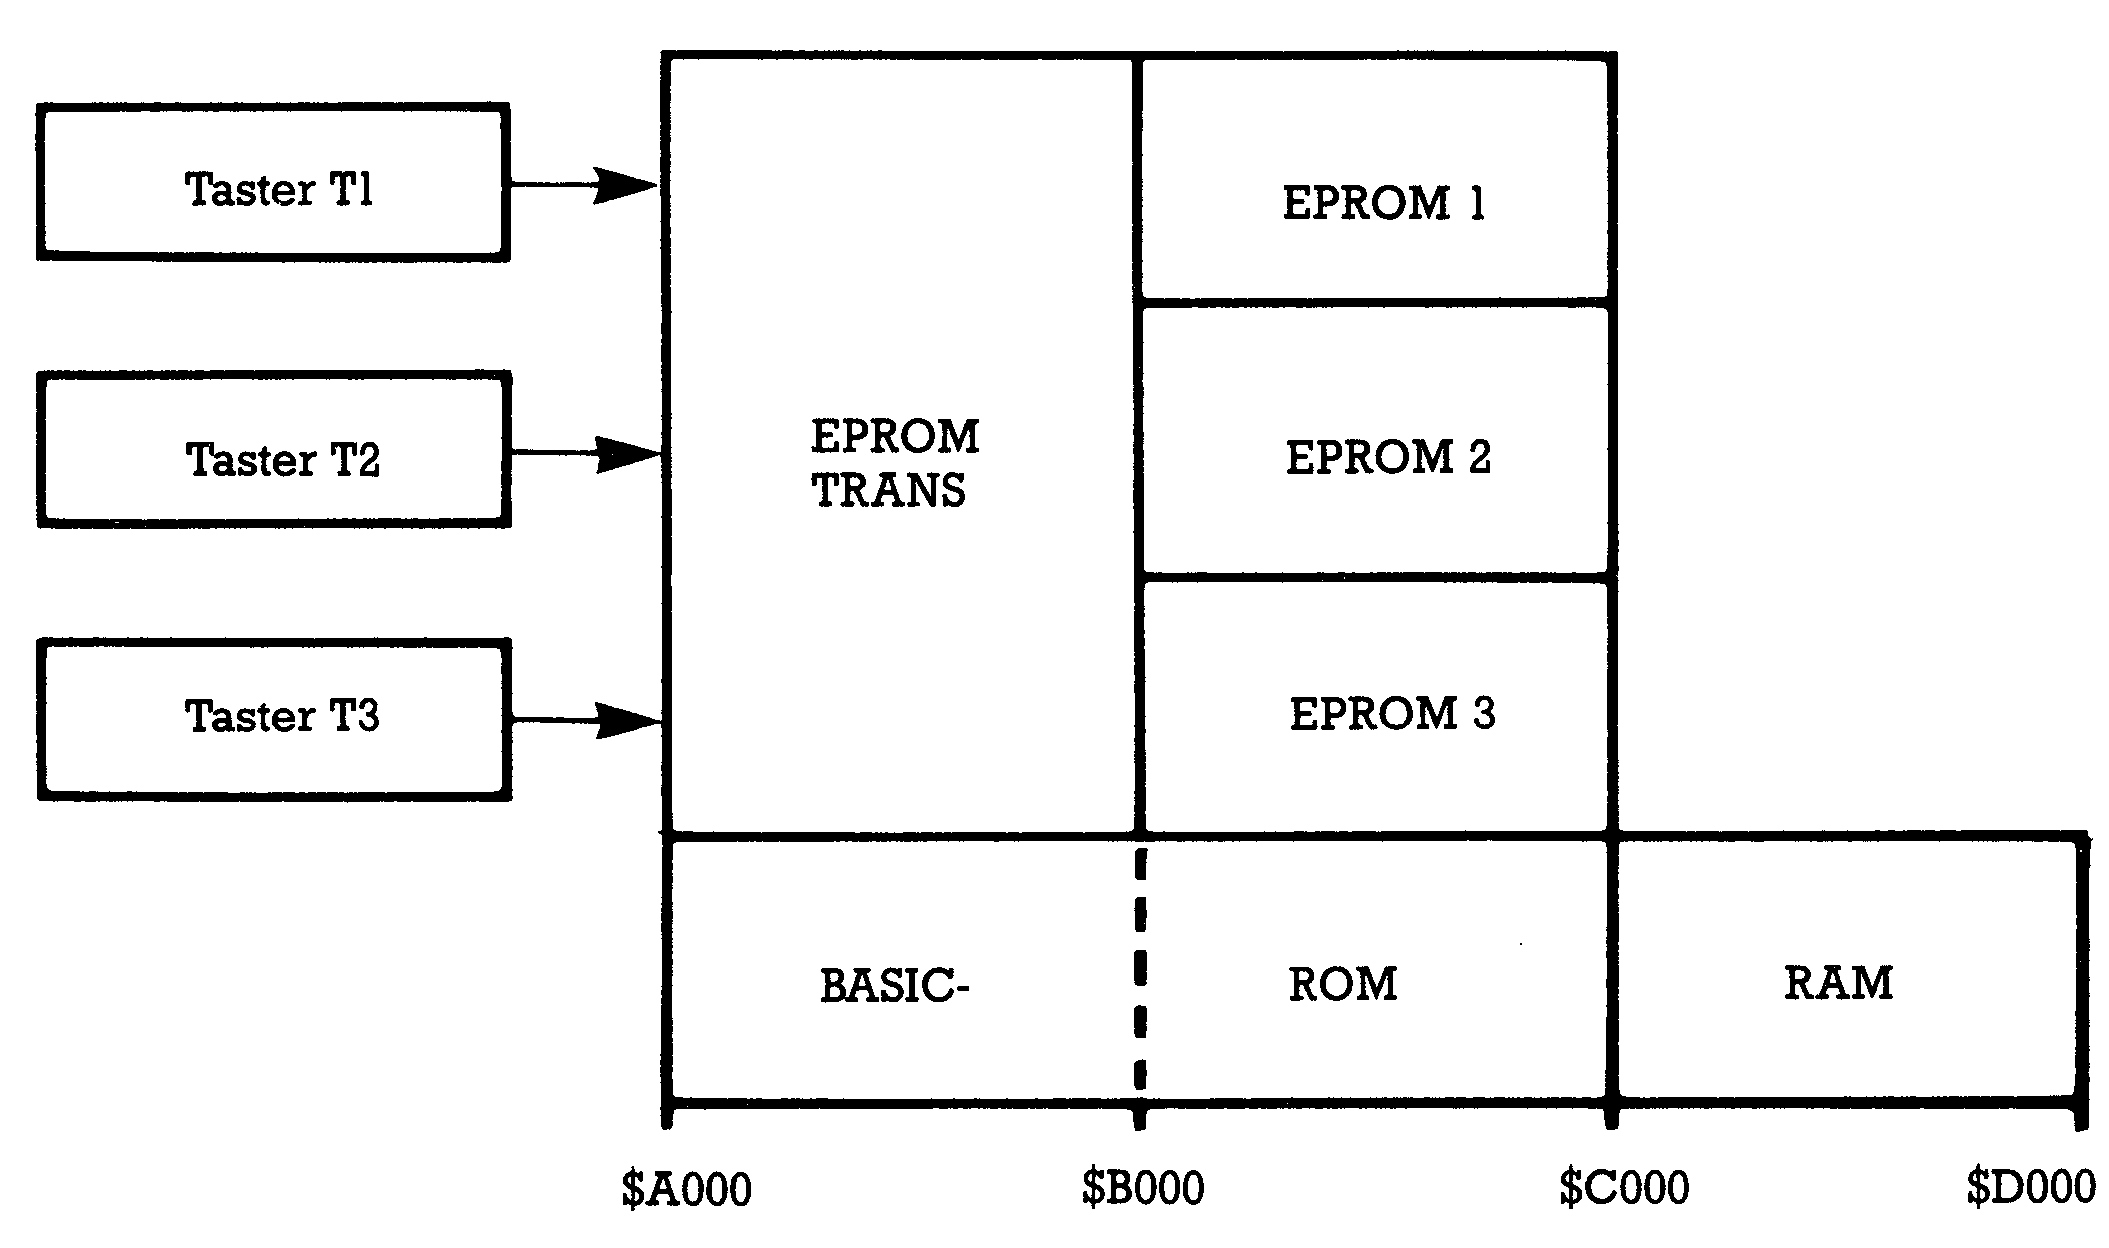 Taster T1
EPROM 1
EPROM
TRANS
Taster T2
EPROM 2
Taster T3
EPROM 3
BASIC- ROM RAM
$A000 $B000 $C000 $D000